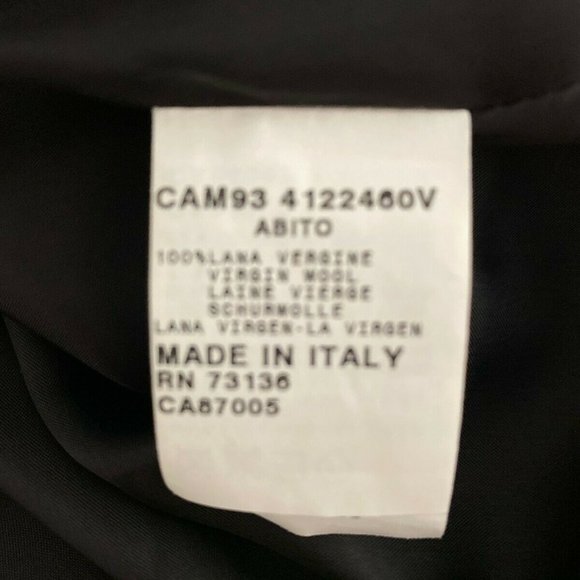 CAM93 4122460V
ABITO
100%LANA VERGINE
VIRGIN WOOL
LAINE VIERGE
SCHURWOLLE
LANA VIRGEN-LA VIRGEN
MADE IN ITALY
RN 73136
CA87005